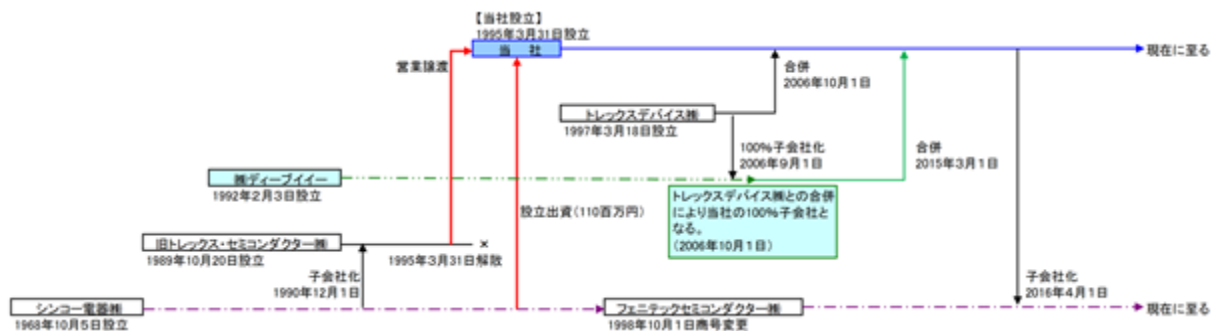 【当社設立】
1995年3月31日設立
当 社
現在に至る
営業譲渡
合併
2006年10月1日
トレックスデバイス㈱
1997年3月18日設立
100%子会社化
2006年9月1日
合併
2015年3月1日
㈱ディーブイイー
1992年2月3日設立
トレックスデバイス㈱との合併
により当社の100%子会社と
なる。
（2006年10月1日）
設立出資（110百万円）
旧トレックス・セミコンダクター㈱
1989年10月20日設立
×
1995年3月31日解散
子会社化
1990年12月1日
子会社化
2016年4月1日
シンコー電器㈱
1968年10月5日設立
フェニテックセミコンダクター㈱
1998年10月1日商号変更
現在に至る